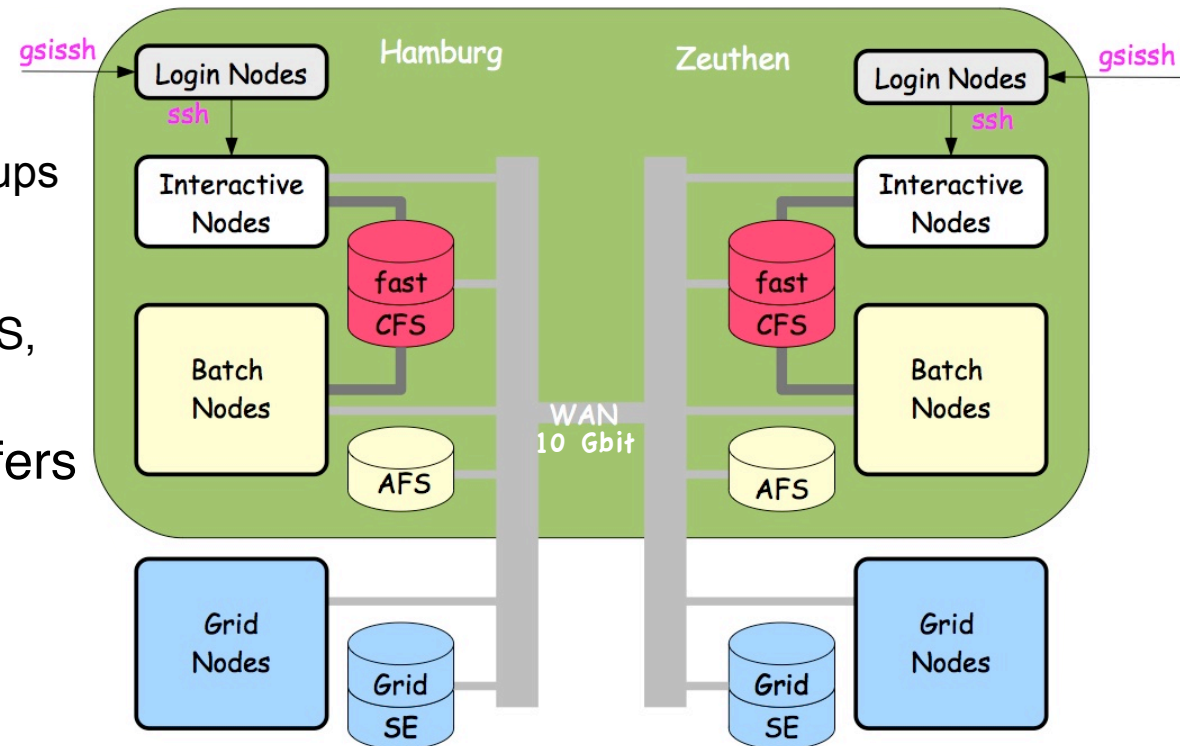 ups
S,
fers
Hamburg
Zeuthen
gsissh
Login Nodes
ssh
Interactive
Nodes
fast
CFS
Batch
Nodes
AFS
Grid
Nodes
Grid
SE
WAN
10 Gbit
gsissh
Login Nodes
ssh
Interactive
Nodes
fast
CFS
Batch
Nodes
AFS
Grid
Nodes
Grid
SE